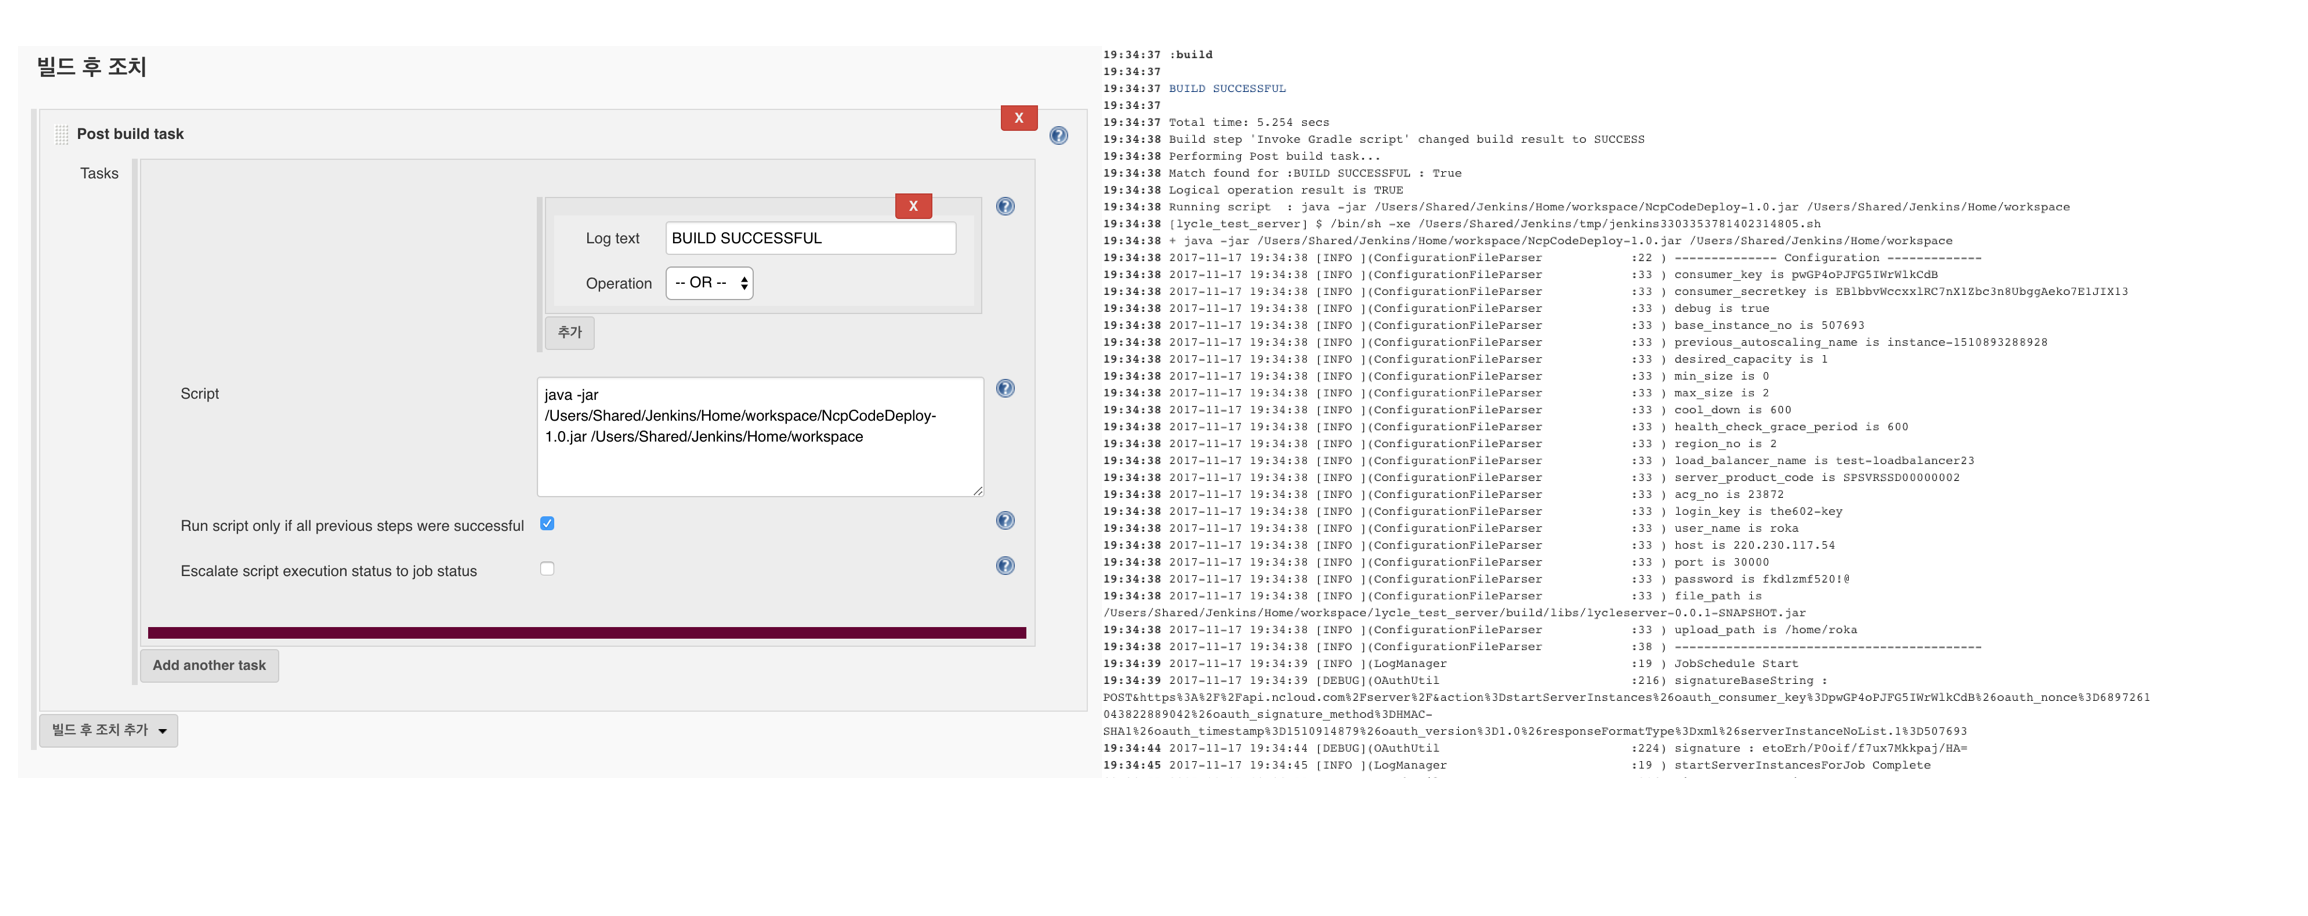 빌드 후 조치
X
Post build task
Tasks
X
Log text BUILD SUCCESSFUL
Operation -- OR --
추가
Script
java -jar
/Users/Shared/Jenkins/Home/workspace/NcpCodeDeploy-
1.0.jar /Users/Shared/Jenkins/Home/workspace
Run script only if all previous steps were successful
Escalate script execution status to job status
Add another task
빌드 후 조치 추가
19:34:37 :build
19:34:37
19:34:37 BUILD SUCCESSFUL
19:34:37
19:34:37 Total time: 5.254 secs
19:34:38 Build step 'Invoke Gradle script' changed build result to SUCCESS
19:34:38 Performing Post build task...
19:34:38 Match found for :BUILD SUCCESSFUL : True
19:34:38 Logical operation result is TRUE
19:34:38 Running script  : java -jar /Users/Shared/Jenkins/Home/workspace/NcpCodeDeploy-1.0.jar /Users/Shared/Jenkins/Home/workspace
19:34:38 [lycle_test_server] $ /bin/sh -xe /Users/Shared/Jenkins/tmp/jenkins3303353781402314805.sh
19:34:38 + java -jar /Users/Shared/Jenkins/Home/workspace/NcpCodeDeploy-1.0.jar /Users/Shared/Jenkins/Home/workspace
19:34:38 2017-11-17 19:34:38 [INFO ](ConfigurationFileParser :22 ) -------------- Configuration -------------
19:34:38 2017-11-17 19:34:38 [INFO ](ConfigurationFileParser :33 ) consumer_key is pwGP4oPJFG5IWrWlkCdB
19:34:38 2017-11-17 19:34:38 [INFO ](ConfigurationFileParser :33 ) consumer_secretkey is EBlbbvWccxxlRC7nX1Zbc3n8UbggAeko7E1JIX13
19:34:38 2017-11-17 19:34:38 [INFO ](ConfigurationFileParser :33 ) debug is true
19:34:38 2017-11-17 19:34:38 [INFO ](ConfigurationFileParser :33 ) base_instance_no is 507693
19:34:38 2017-11-17 19:34:38 [INFO ](ConfigurationFileParser :33 ) previous_autoscaling_name is instance-1510893288928
19:34:38 2017-11-17 19:34:38 [INFO ](ConfigurationFileParser :33 ) desired_capacity is 1
19:34:38 2017-11-17 19:34:38 [INFO ](ConfigurationFileParser :33 ) min_size is 0
19:34:38 2017-11-17 19:34:38 [INFO ](ConfigurationFileParser :33 ) max_size is 2
19:34:38 2017-11-17 19:34:38 [INFO ](ConfigurationFileParser :33 ) cool_down is 600
19:34:38 2017-11-17 19:34:38 [INFO ](ConfigurationFileParser :33 ) health_check_grace_period is 600
19:34:38 2017-11-17 19:34:38 [INFO ](ConfigurationFileParser :33 ) region_no is 2
19:34:38 2017-11-17 19:34:38 [INFO ](ConfigurationFileParser :33 ) load_balancer_name is test-loadbalancer23
19:34:38 2017-11-17 19:34:38 [INFO ](ConfigurationFileParser :33 ) server_product_code is SPSVRSSD00000002
19:34:38 2017-11-17 19:34:38 [INFO ](ConfigurationFileParser :33 ) acg_no is 23872
19:34:38 2017-11-17 19:34:38 [INFO ](ConfigurationFileParser :33 ) login_key is the602-key
19:34:38 2017-11-17 19:34:38 [INFO ](ConfigurationFileParser :33 ) user_name is roka
19:34:38 2017-11-17 19:34:38 [INFO ](ConfigurationFileParser :33 ) host is 220.230.117.54
19:34:38 2017-11-17 19:34:38 [INFO ](ConfigurationFileParser :33 ) port is 30000
19:34:38 2017-11-17 19:34:38 [INFO ](ConfigurationFileParser :33 ) password is fkdlzmf520!@
19:34:38 2017-11-17 19:34:38 [INFO ](ConfigurationFileParser :33 ) file_path is
/Users/Shared/Jenkins/Home/workspace/lycle_test_server/build/libs/lycleserver-0.0.1-SNAPSHOT.jar
19:34:38 2017-11-17 19:34:38 [INFO ](ConfigurationFileParser :33 ) upload_path is /home/roka
19:34:38 2017-11-17 19:34:38 [INFO ](ConfigurationFileParser :38 ) ------------------------------------------
19:34:39 2017-11-17 19:34:39 [INFO ](LogManager :19 ) JobSchedule Start
19:34:39 2017-11-17 19:34:39 [DEBUG](OAuthUtil :216) signatureBaseString :
POST&https%3A%2F%2Fapi.ncloud.com%2Fserver%2F&action%3DstartServerInstances%26oauth_consumer_key%3DpwGP4oPJFG5IWrWlkCdB%26oauth_nonce%3D6897261
043822889042%26oauth_signature_method%3DHMAC-
SHA1%26oauth_timestamp%3D1510914879%26oauth_version%3D1.0%26responseFormatType%3Dxml%26serverInstanceNoList.1%3D507693
19:34:44 2017-11-17 19:34:44 [DEBUG](OAuthUtil :224) signature : etoErh/P0oif/f7ux7Mkkpaj/HA=
19:34:45 2017-11-17 19:34:45 [INFO ](LogManager :19 ) startServerInstancesForJob Complete